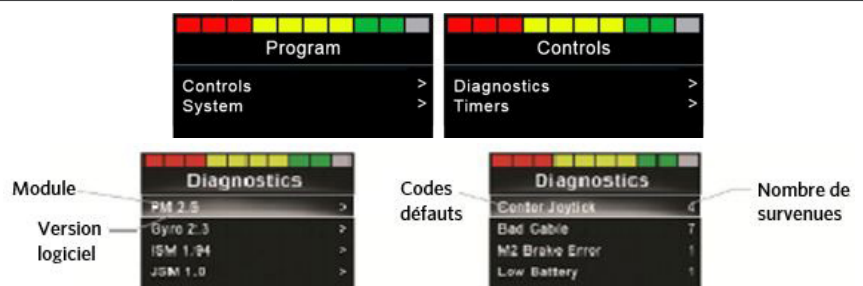 Program
Controls >
System >
Controls
Diagnostics >
Timers >
Module
Version
logiciel
Diagnostics
PM 2.5 >
Gyro 2.3 >
ISM 1.94 >
JSM 1.0 >
Codes
défauts
Diagnostics
Center Joytick 4
Bad Cable 7
M2 Brake Error 1
Low Battery 1
Nombre de
survenues